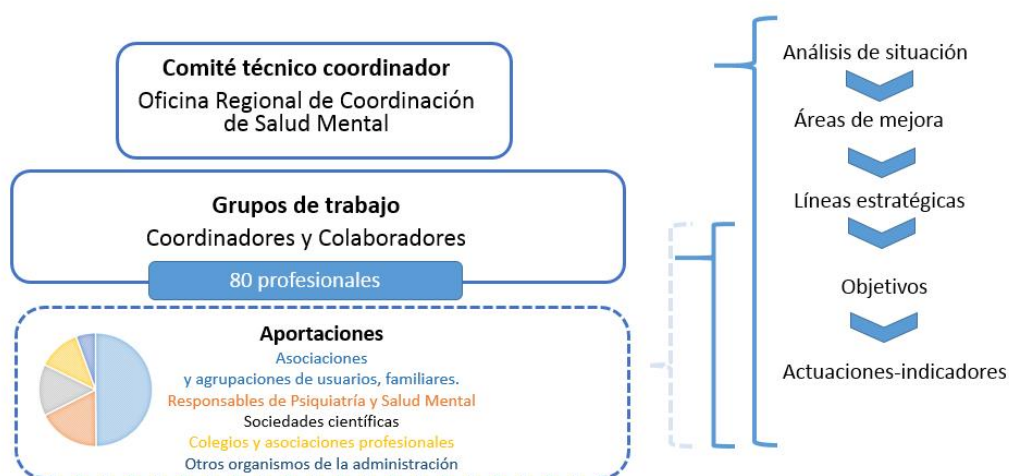 Comité técnico coordinador
Oficina Regional de Coordinación
de Salud Mental
Grupos de trabajo
Coordinadores y Colaboradores
80 profesionales
Aportaciones
Asociaciones
y agrupaciones de usuarios, familiares.
Responsables de Psiquiatría y Salud Mental
Sociedades científicas
Colegios y asociaciones profesionales
Otros organismos de la administración
Análisis de situación
Áreas de mejora
Líneas estratégicas
Objetivos
Actuaciones-indicadores